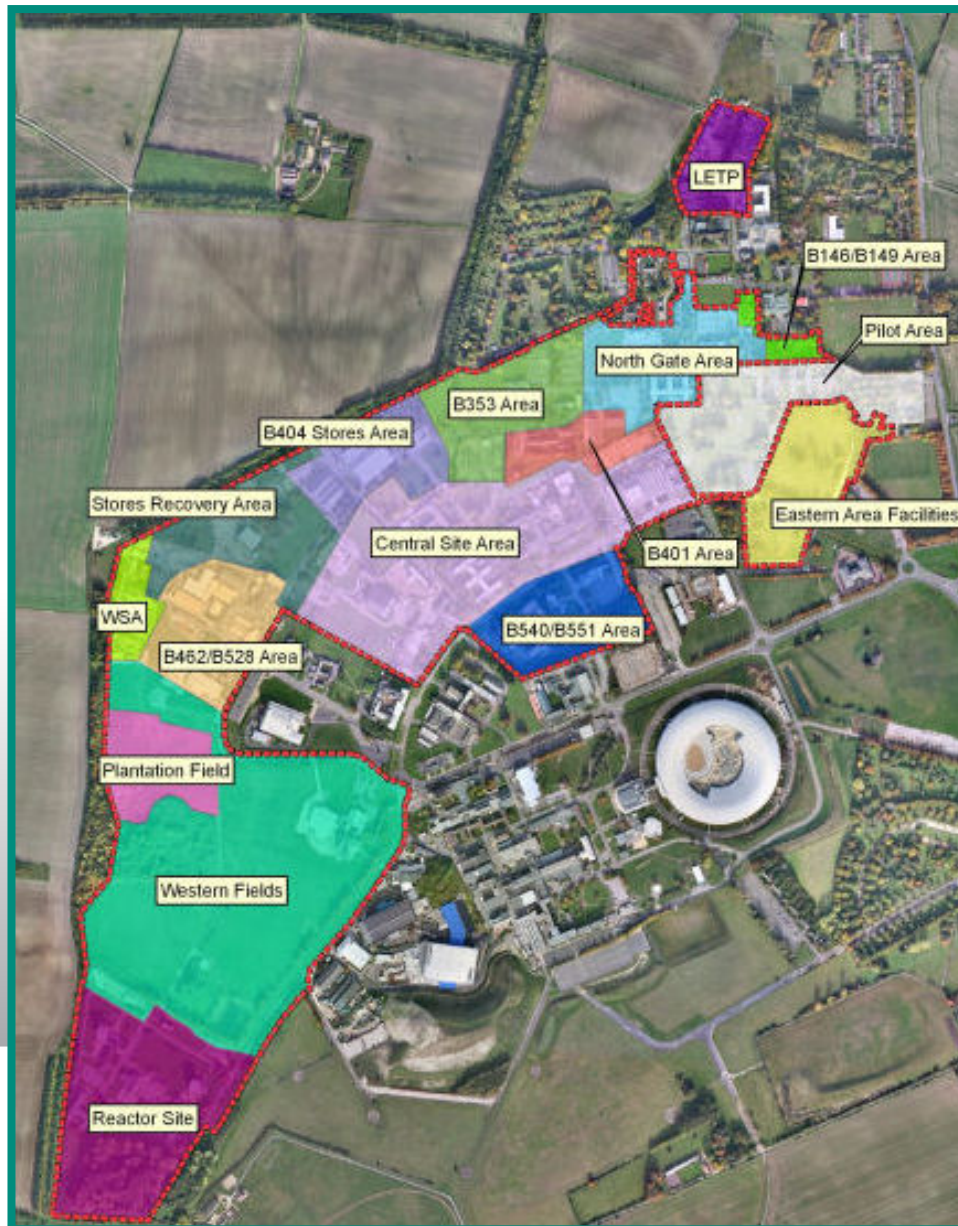 LETP
B146/B149 Area
Pilot Area
North Gate Area
B353 Area
B404 Stores Area
Stores Recovery Area
Eastern Area Facilities
Central Site Area
B401 Area
WSA
B540/B551 Area
B462/B528 Area
Plantation Field
Western Fields
Reactor Site